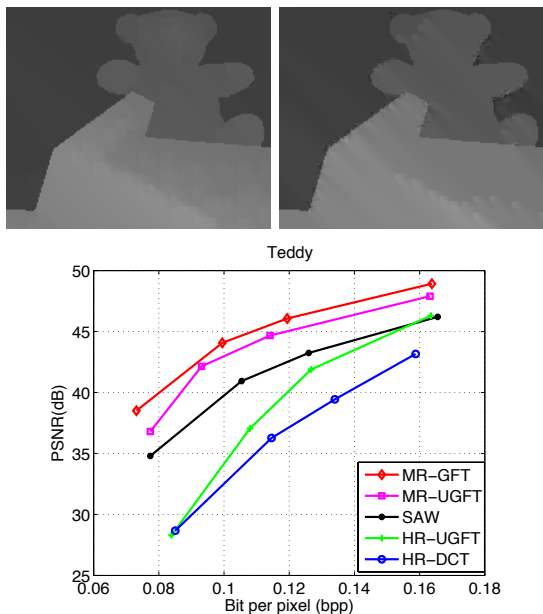 Teddy
50
45
40
35
30
25
PSNR(dB)
0.06 0.08 0.1 0.12 0.14 0.16 0.18
Bit per pixel (bpp)
MR−GFT
MR−UGFT
SAW
HR−UGFT
HR−DCT